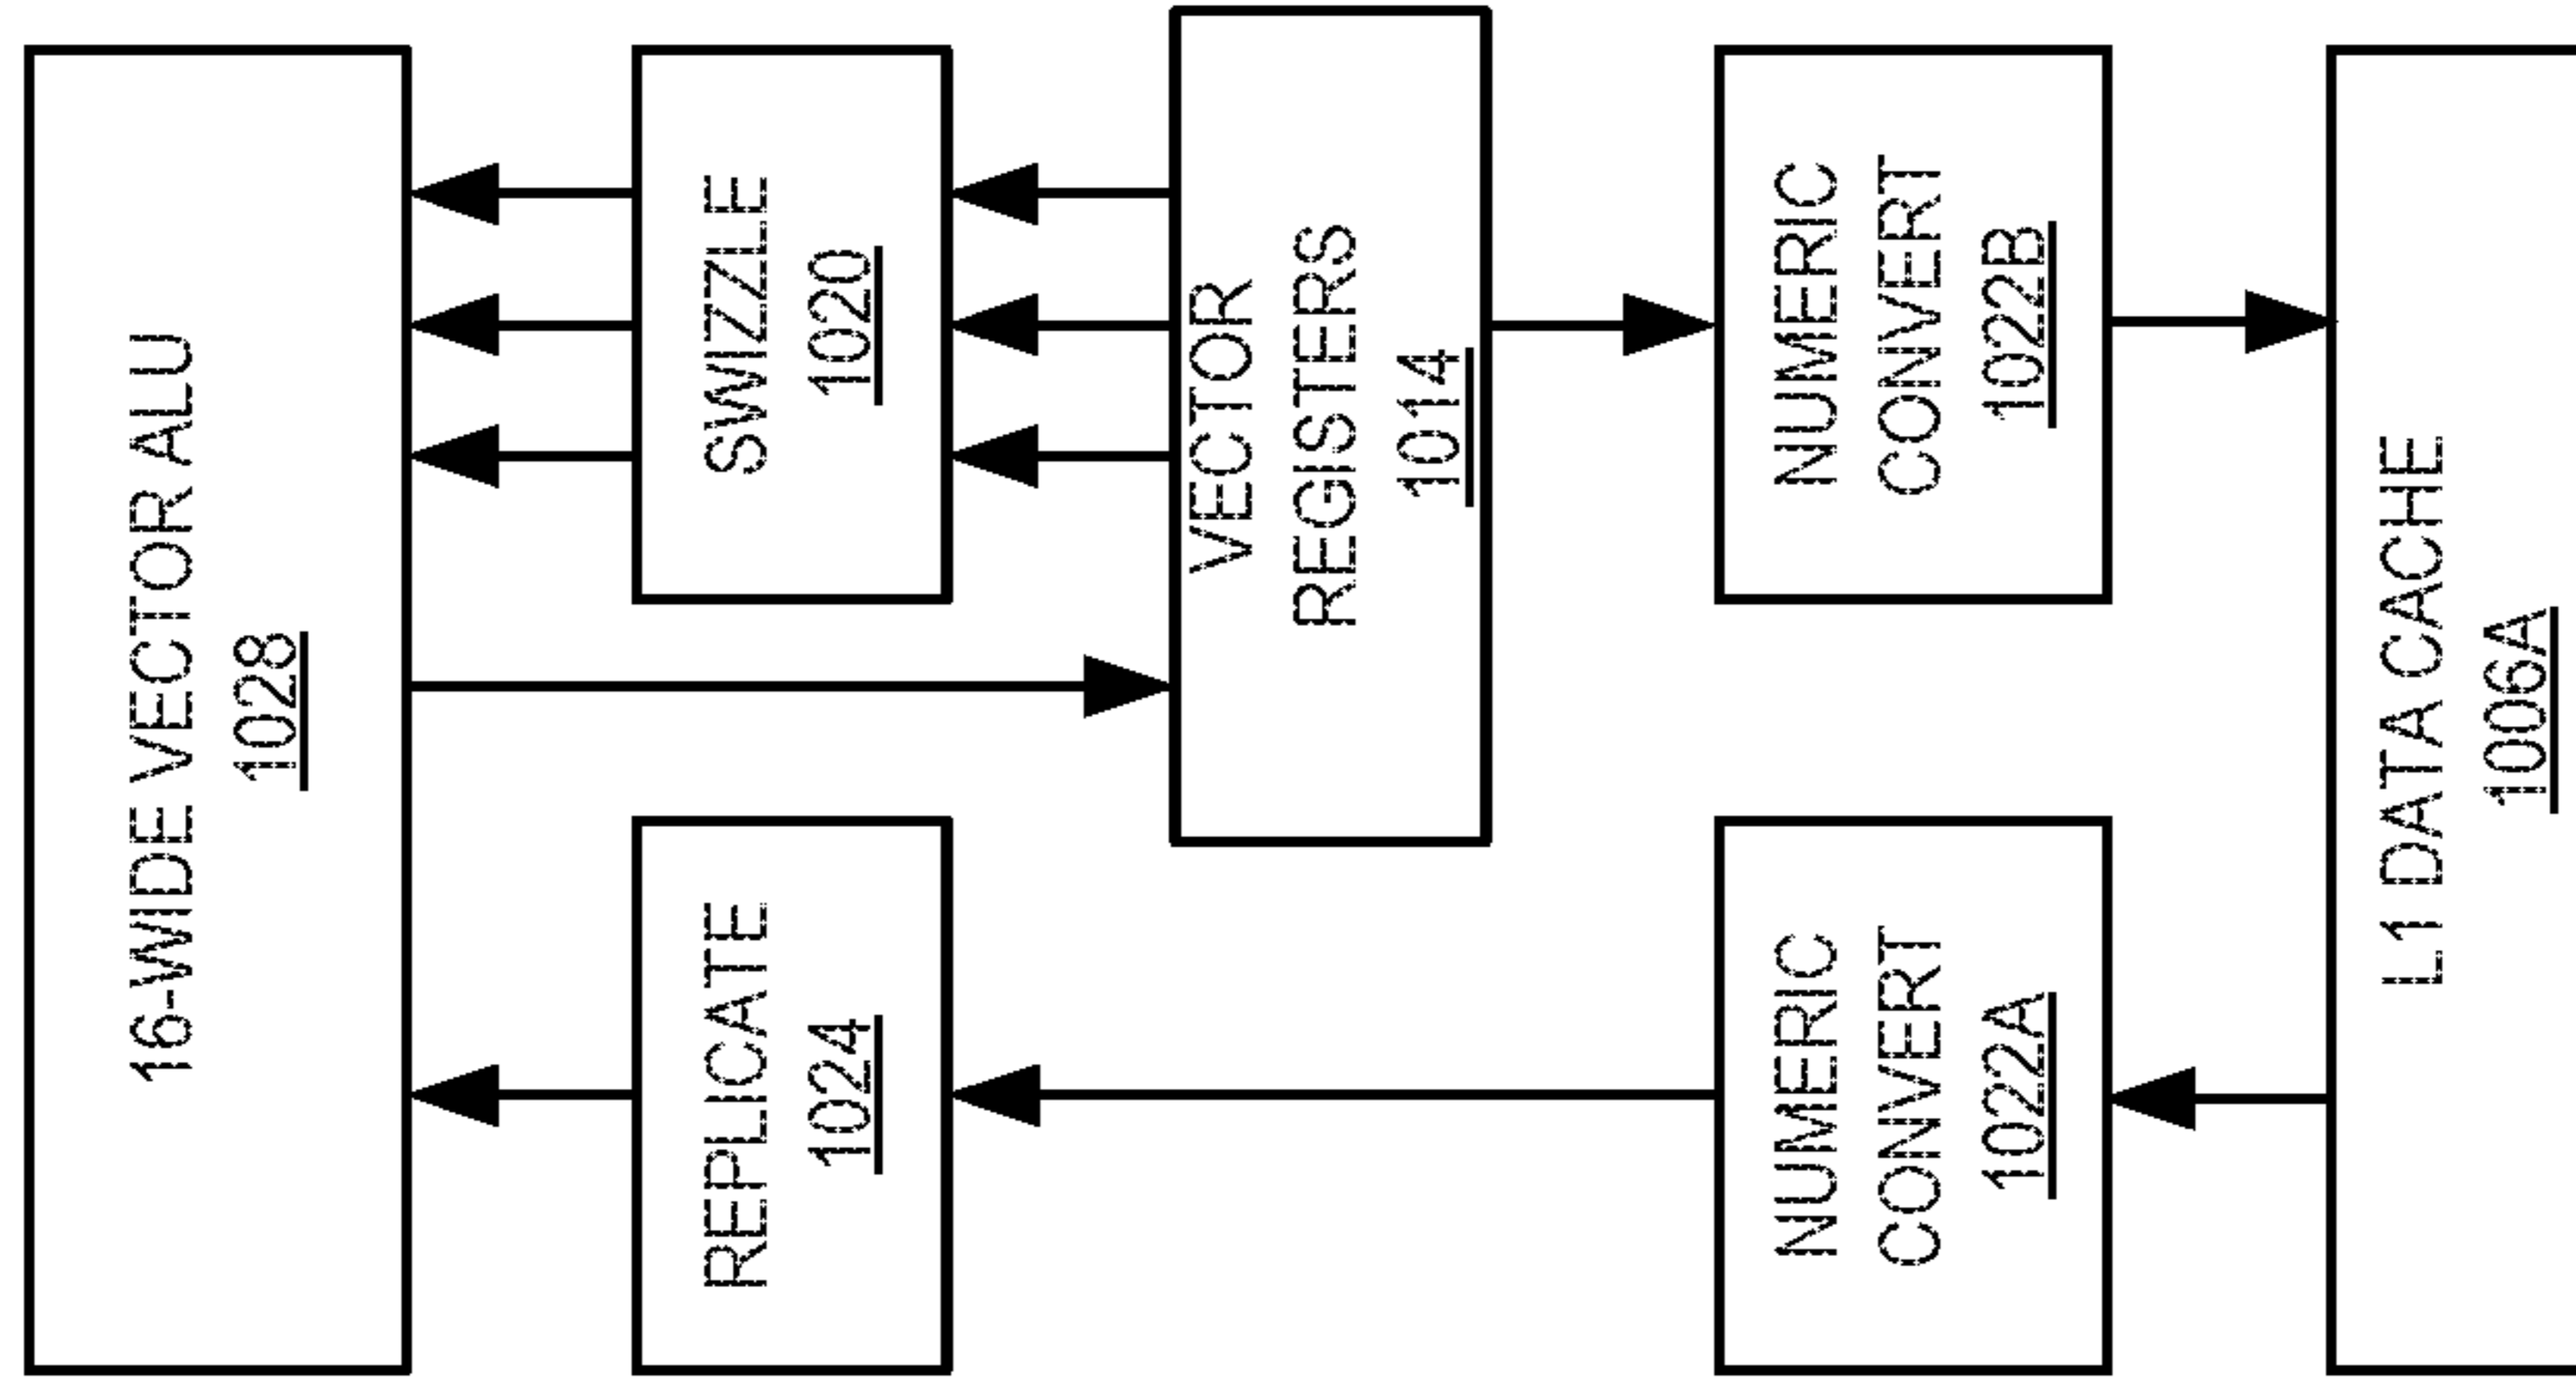 16-WIDE VECTOR ALU
1028
REPLICATE
1024
SWIZZLE
1020
VECTOR
REGISTERS
1014
NUMERIC
CONVERT
1022A
NUMERIC
CONVERT
1022B
L1 DATA CACHE
1006A